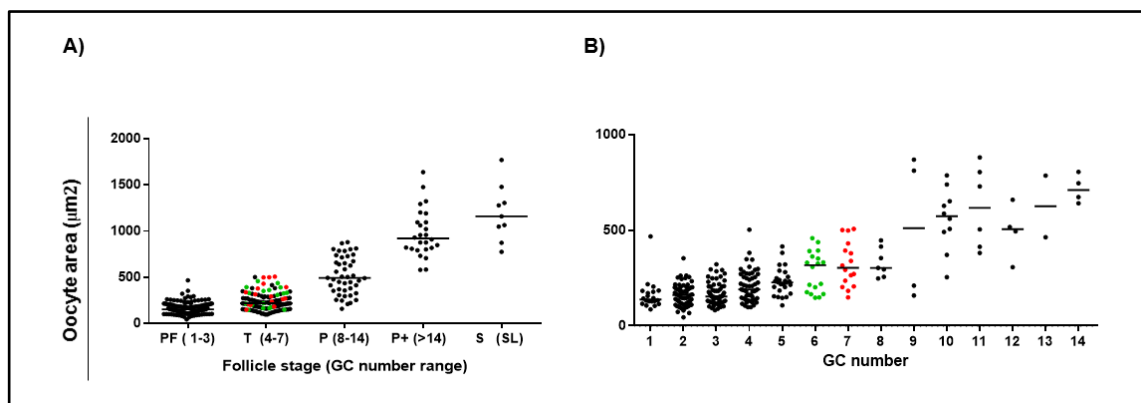 A)
B)
Oocyte area (μm2)
2000
1500
1000
500
0
PF ( 1-3) T (4-7) P (8-14) P+ (>14) S (SL)
Follicle stage (GC number range)
1000
500
0
1 2 3 4 5 6 7 8 9 10 11 12 13 14
GC number